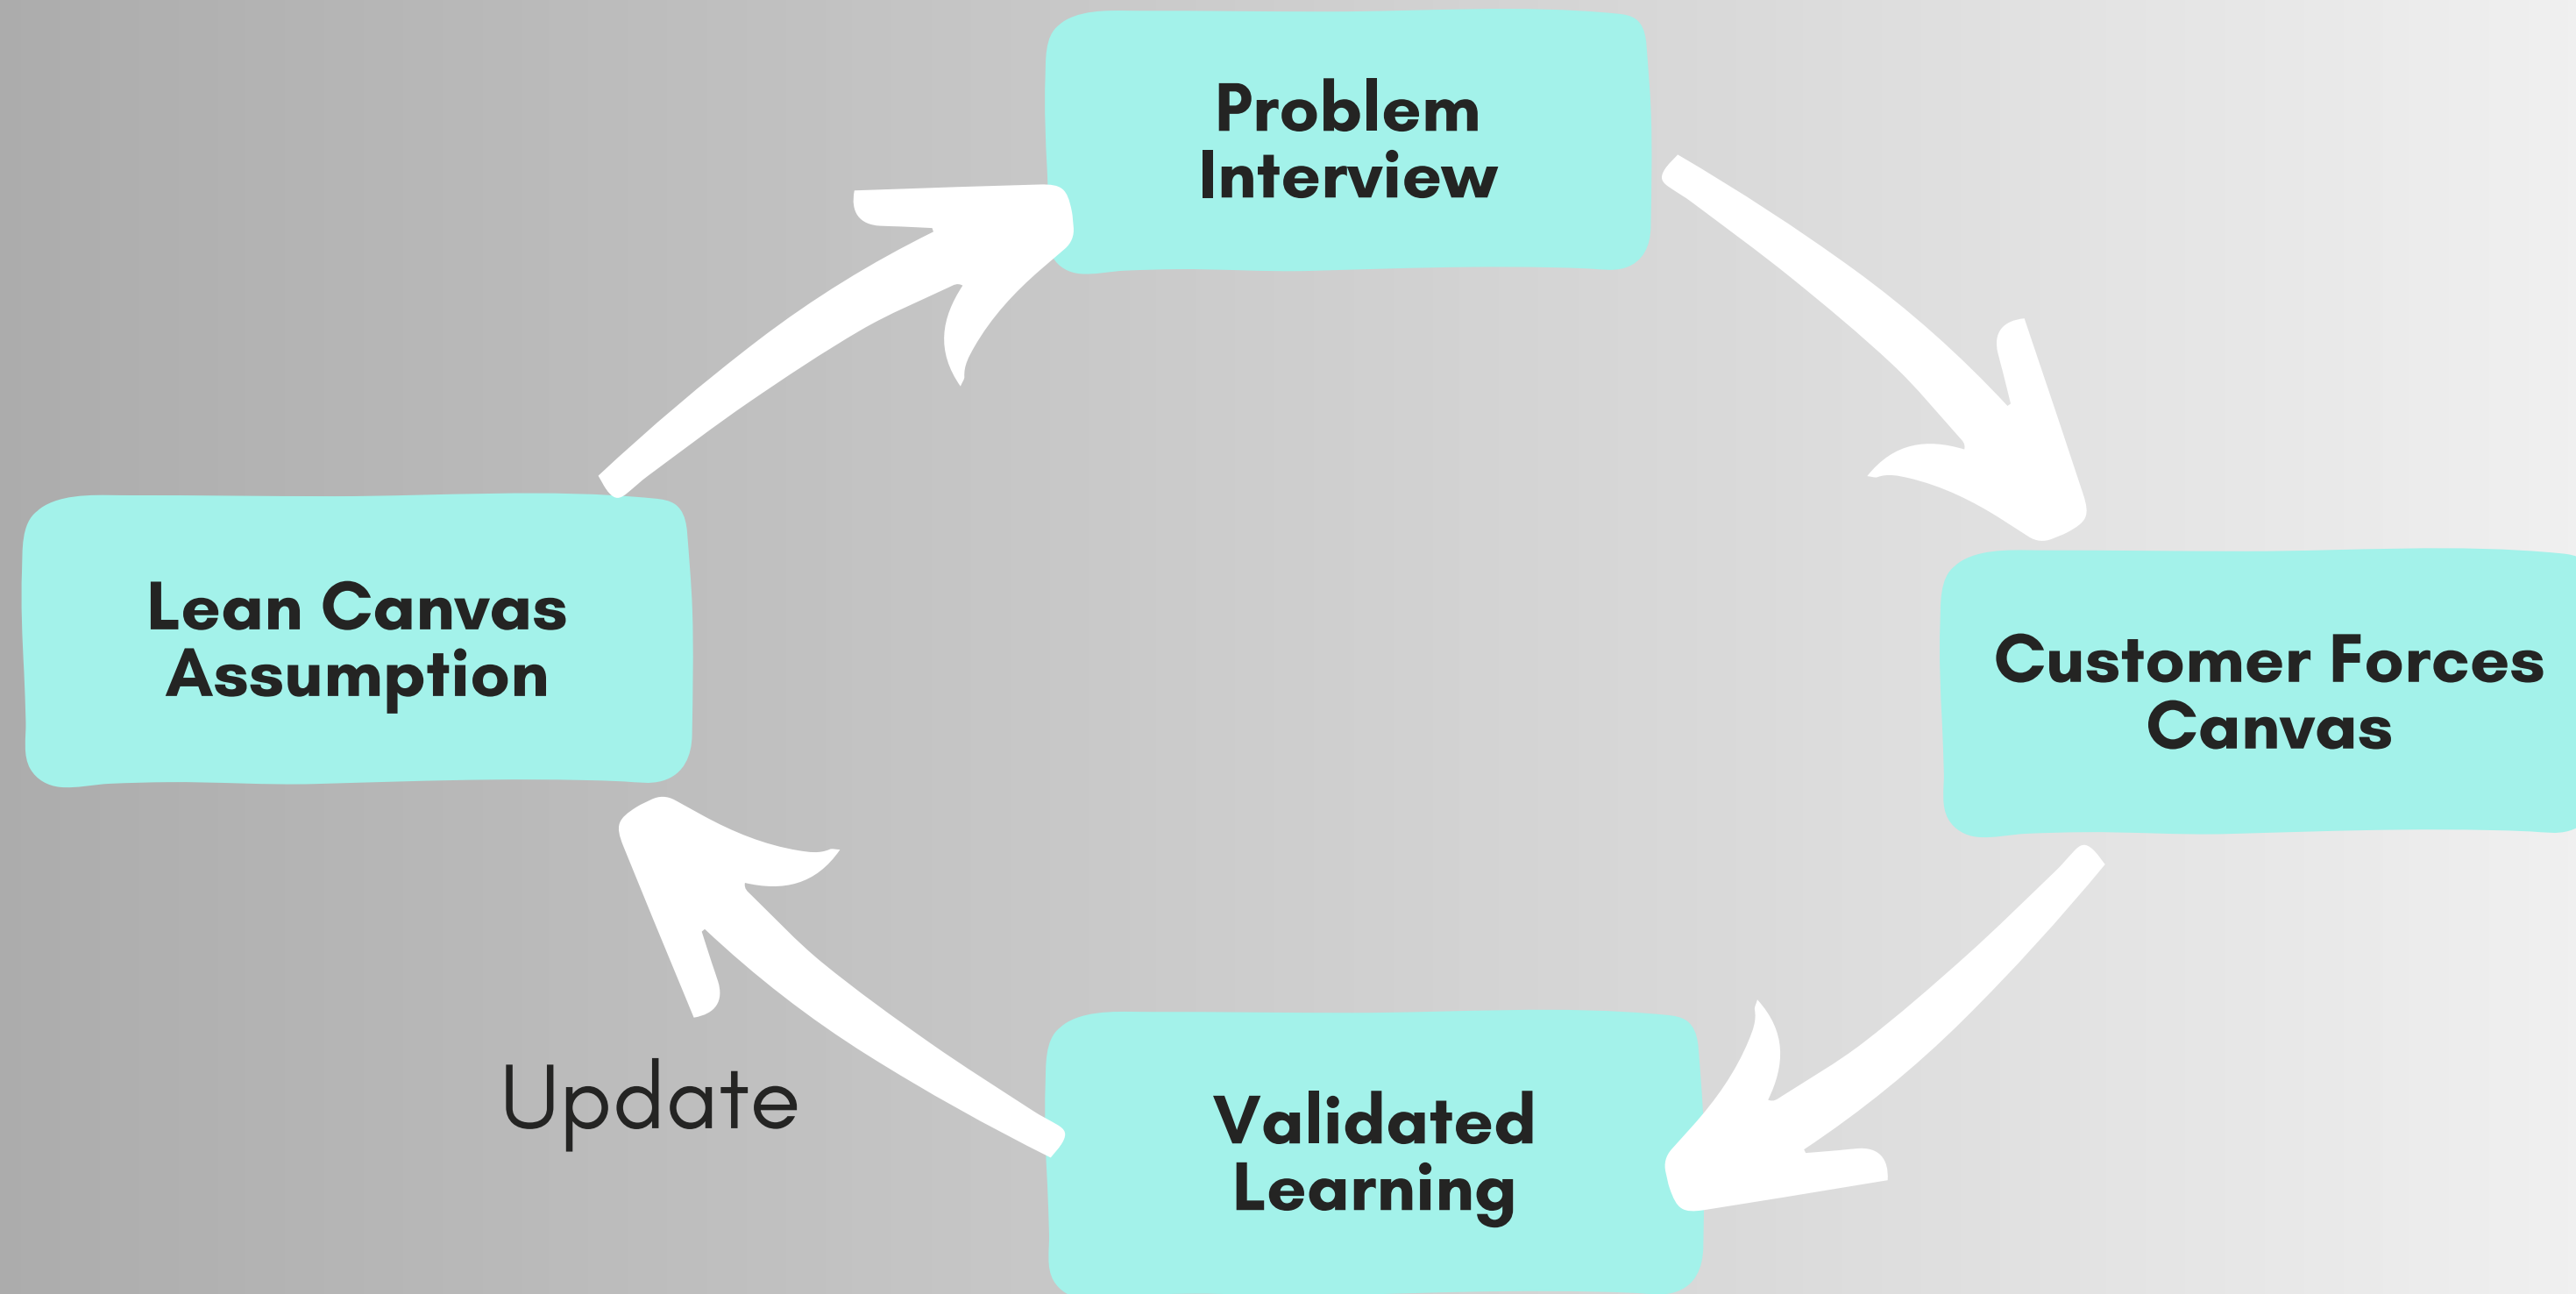 Problem
Interview
Lean Canvas
Assumption
Customer Forces
Canvas
Update
Validated
Learning